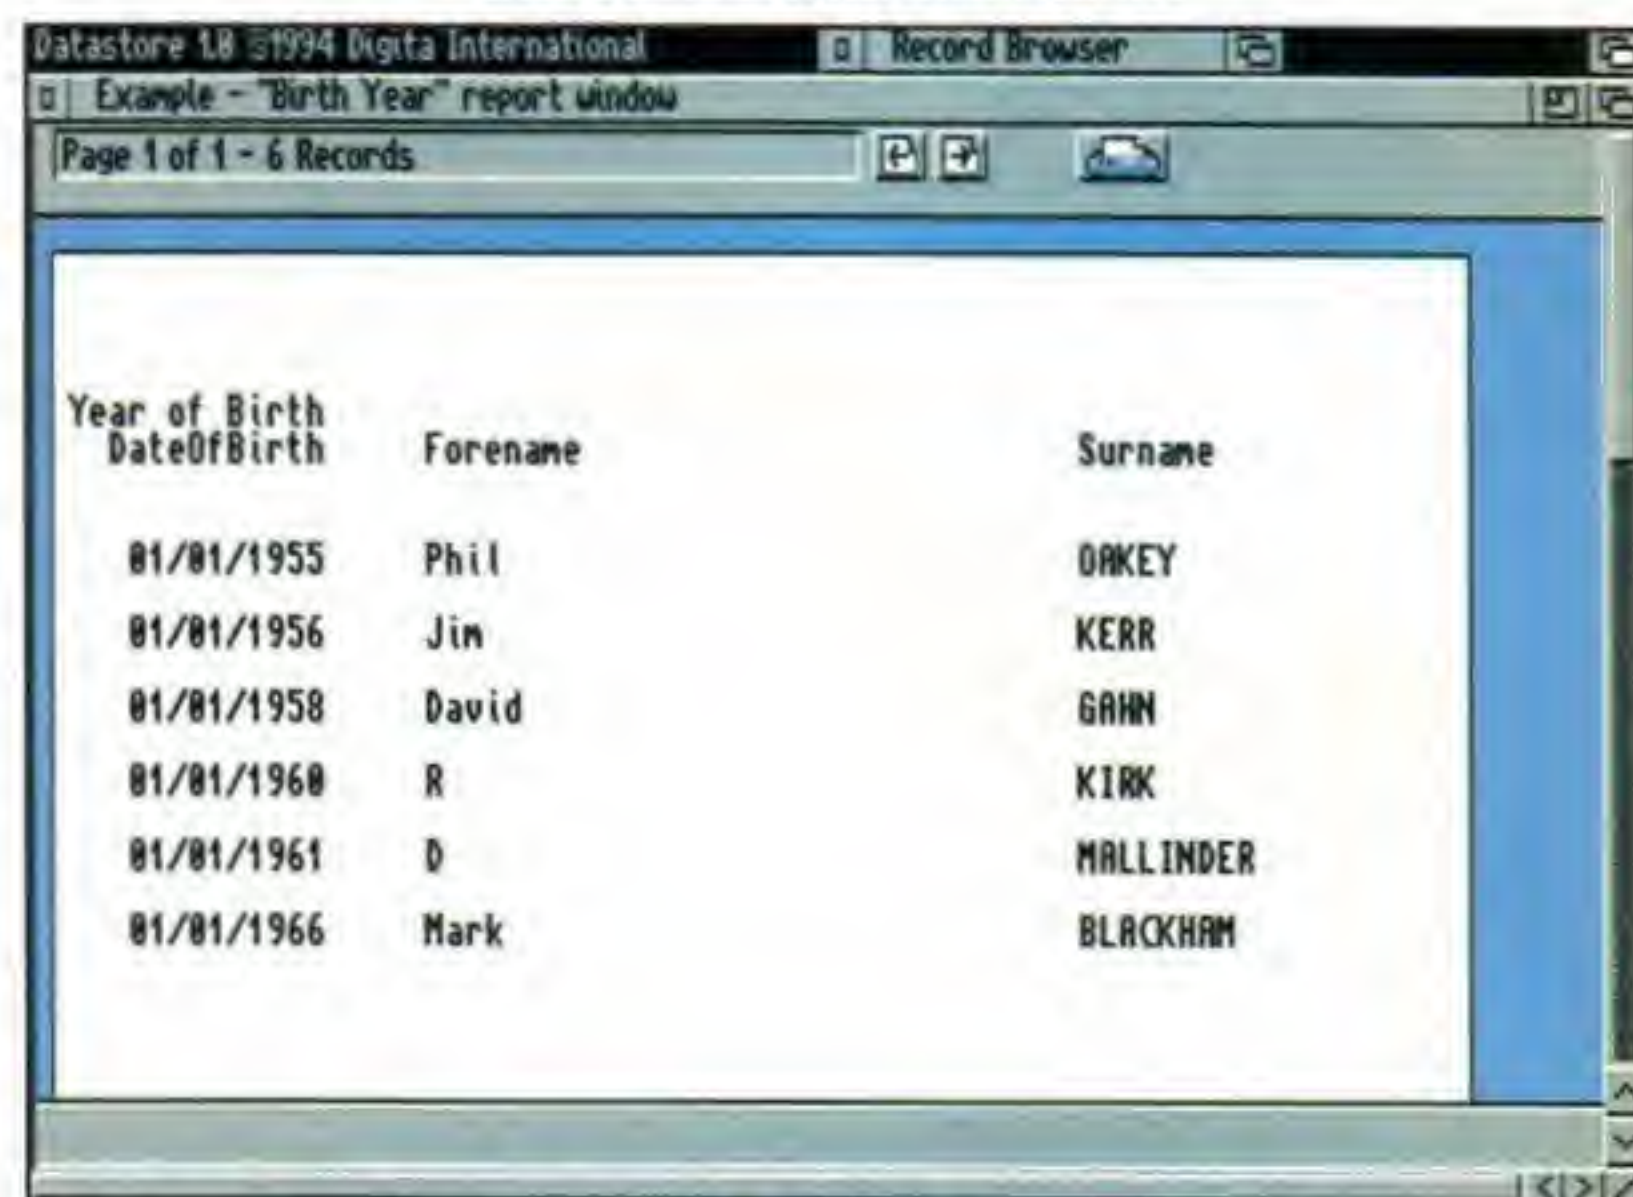 Datastore 1.0 ©1994 Digita International Record Browser
Example - "Birth Year" report window
Page 1 of 1 - 6 Records
Year of Birth
DateOfBirth Forename Surname
01/01/1955 Phil OAKEY
01/01/1956 Jim KERR
01/01/1958 David GAHN
01/01/1960 R KIRK
01/01/1961 D MALLINDER
01/01/1966 Mark BLACKHAM